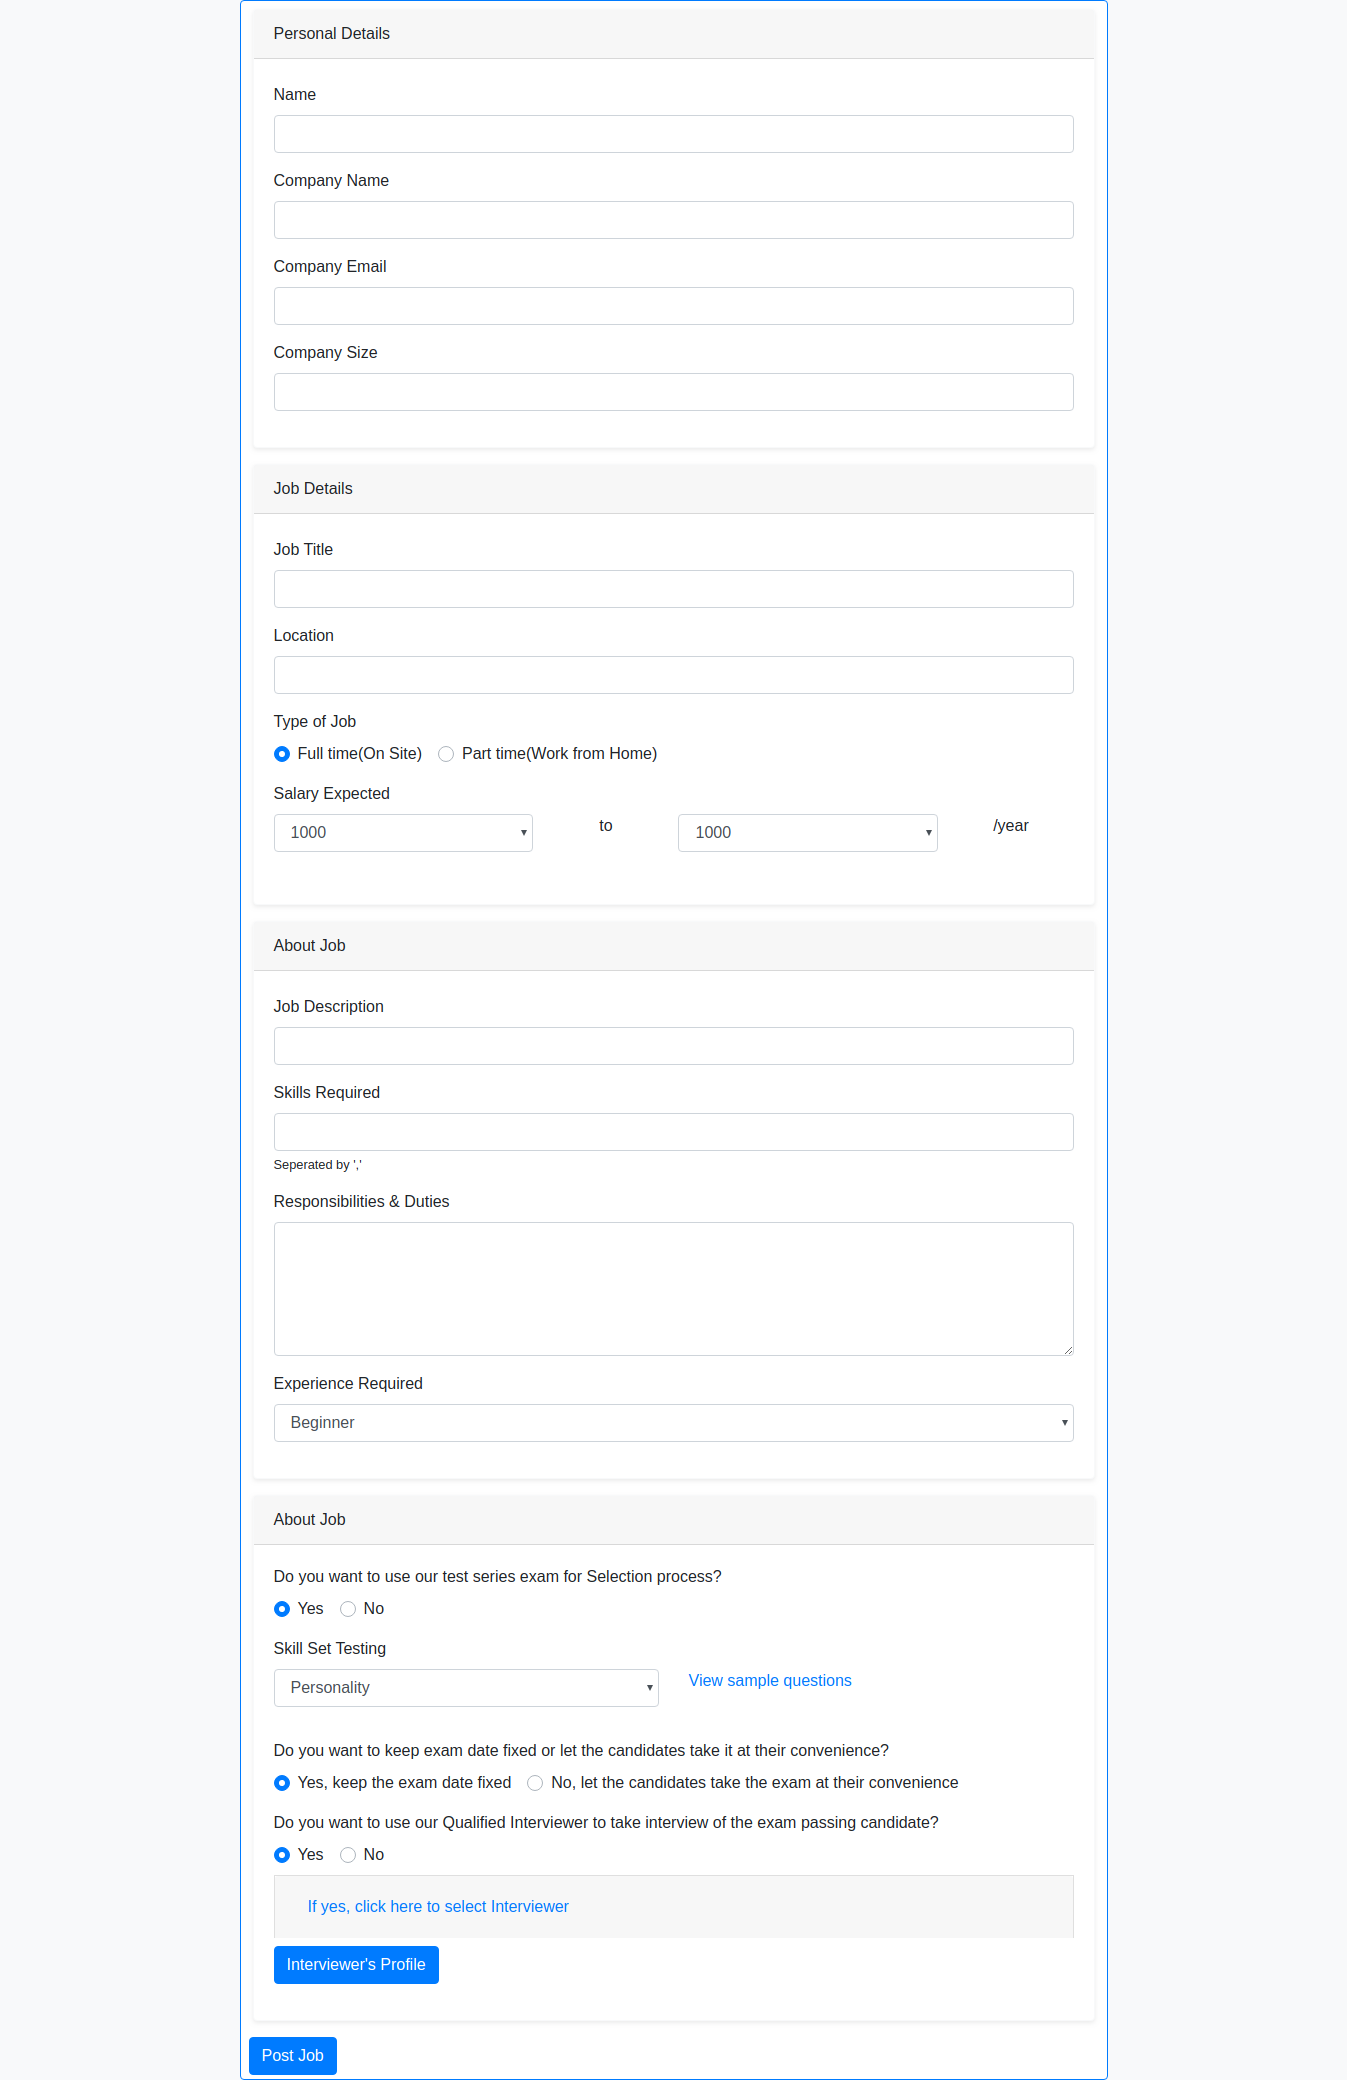 Personal Details
Name
Company Name
Company Email
Company Size
Job Details
Job Title
Location
Type of Job
Full time(On Site) Part time(Work from Home)
Salary Expected
1000 to 1000 /year
About Job
Job Description
Skills Required
Seperated by ','
Responsibilities & Duties
Experience Required
Beginner
About Job
Do you want to use our test series exam for Selection process?
Yes No
Skill Set Testing
Personality View sample questions
Do you want to keep exam date fixed or let the candidates take it at their convenience?
Yes, keep the exam date fixed No, let the candidates take the exam at their convenience
Do you want to use our Qualified Interviewer to take interview of the exam passing candidate?
Yes No
If yes, click here to select Interviewer
Interviewer's Profile
Post Job